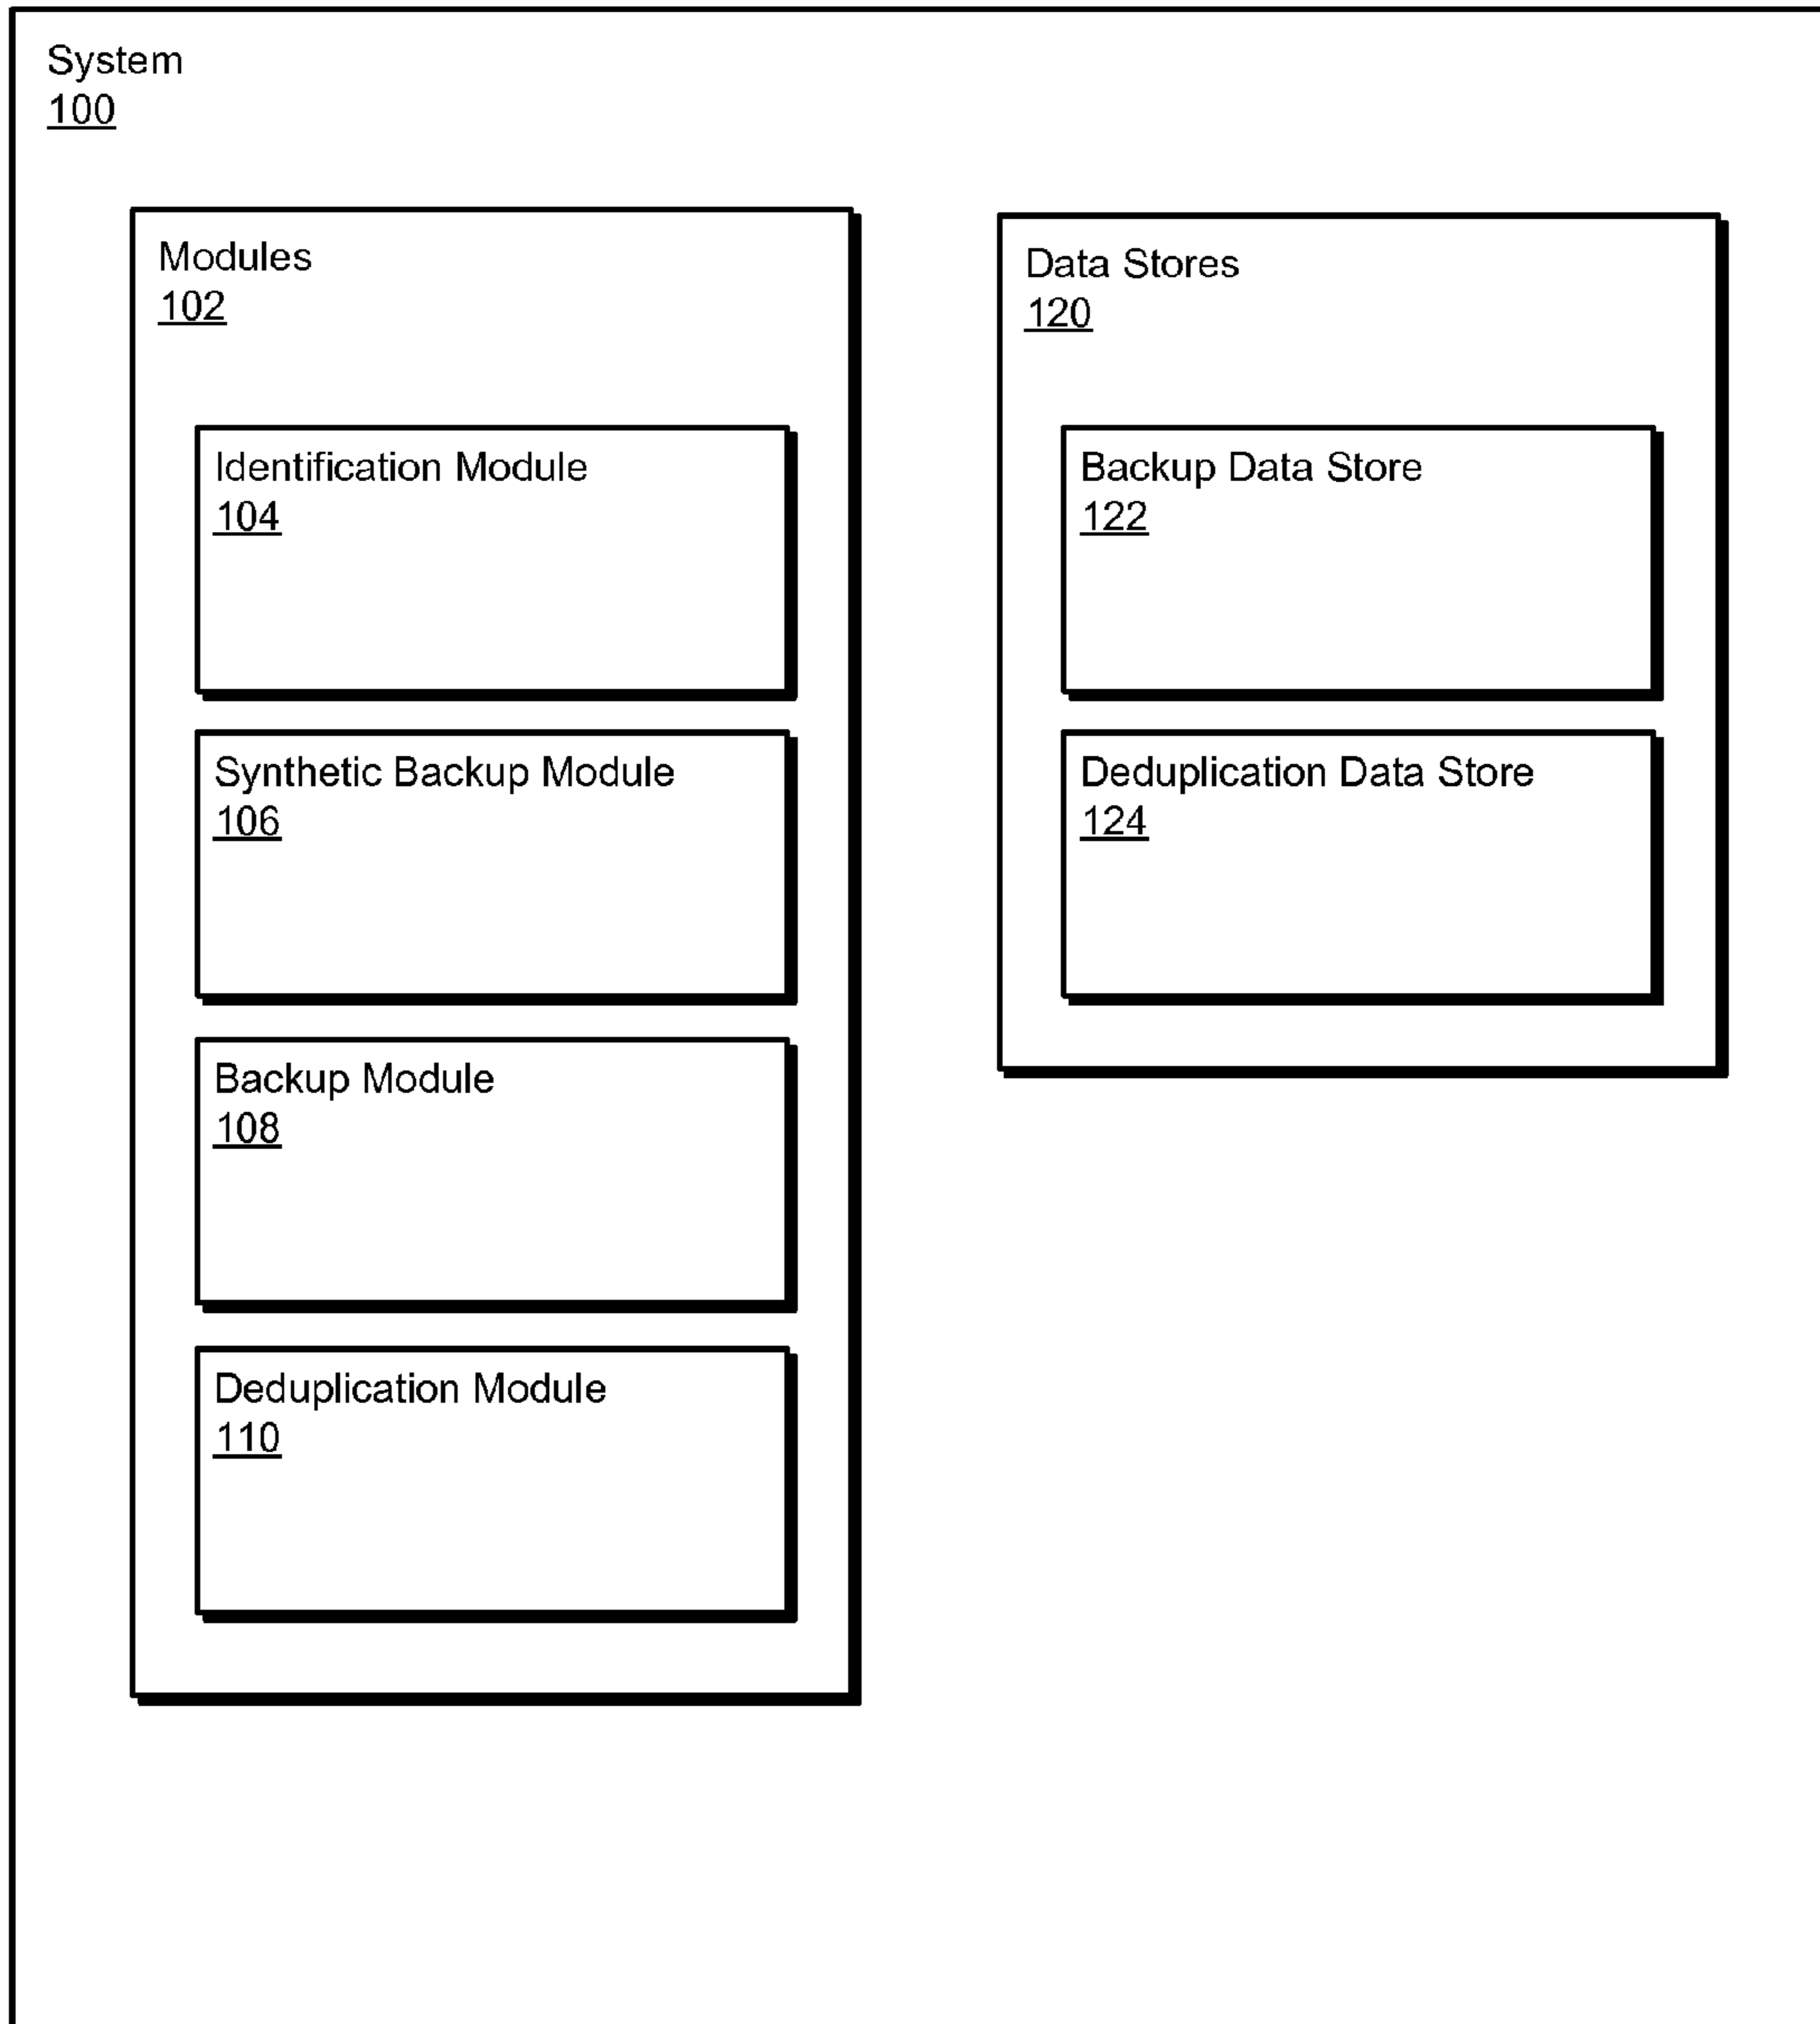 System
100
Modules
102
Identification Module
104
Synthetic Backup Module
106
Backup Module
108
Deduplication Module
110
Data Stores
120
Backup Data Store
122
Deduplication Data Store
124